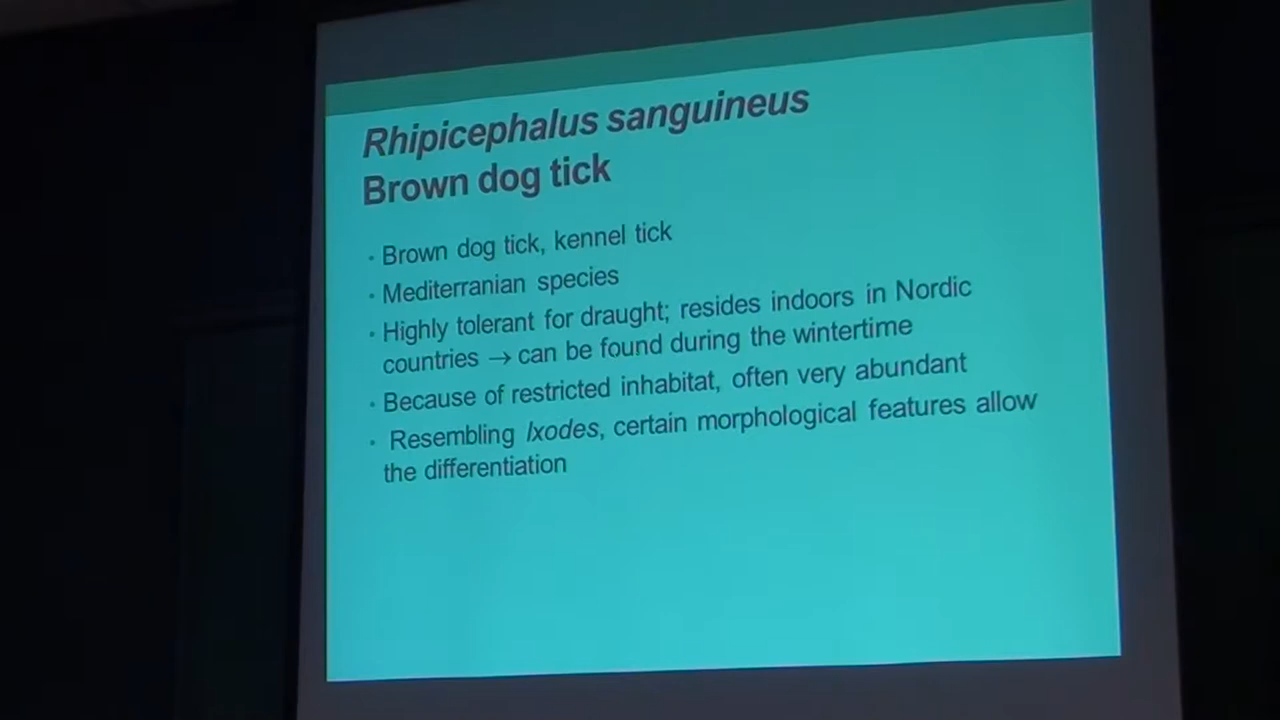 Rhipicephalus sanguineus
Brown dog tick
· Brown dog tick, kennel tick
· Mediterranian species
· Highly tolerant for draught; resides indoors in Nordic
countries → can be found during the wintertime
· Because of restricted inhabitat, often very abundant
· Resembling Ixodes, certain morphological features allow
the differentiation